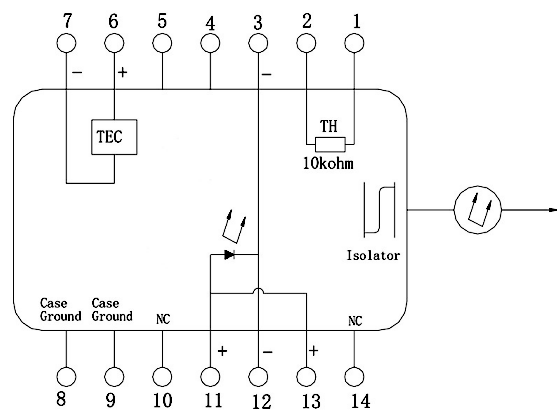 7 6 5 4 3 2 1
- + -
TEC
TH
10kohm
Isolator
Case Ground
Case Ground
NC
NC
+ - +
8 9 10 11 12 13 14